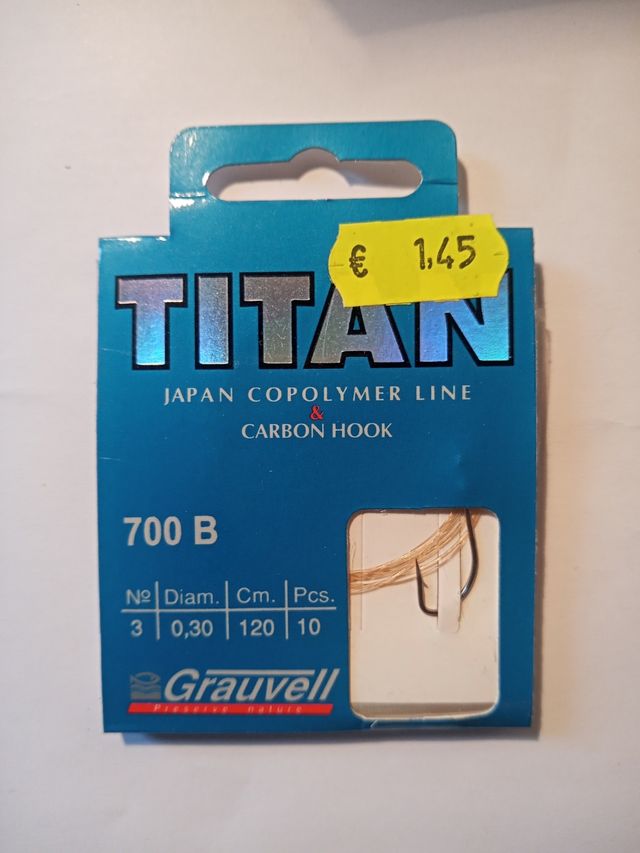 € 1,45
TITAN
JAPAN COPOLYMER LINE
&
CARBON HOOK
700 B
Nº Diam. Cm. Pcs.
3 0,30 120 10
Grauvell
Preserve nature